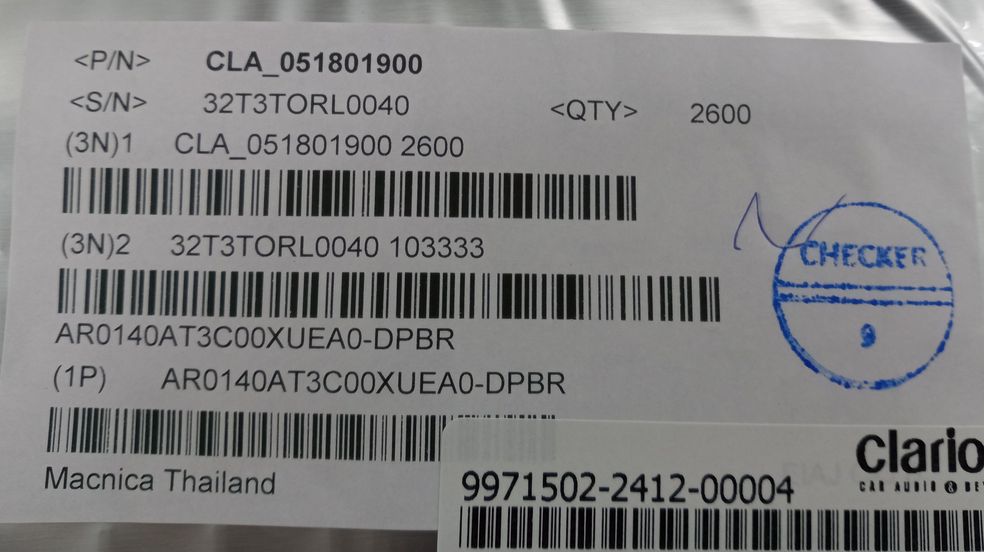 <P/N> CLA_051801900
<S/N> 32T3TORL0040 <QTY> 2600
(3N)1 CLA_051801900 2600
(3N)2 32T3TORL0040 103333
CHECKER
9
AR0140AT3C00XUEA0-DPBR
(1P) AR0140AT3C00XUEA0-DPBR
Macnica Thailand
Clario
CAR AUDIO & BE
9971502-2412-00004